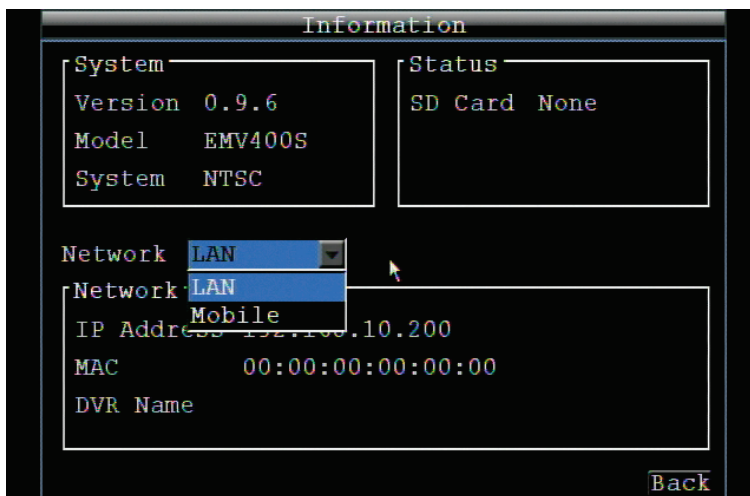 Information
System
Version 0.9.6
Model EMV400S
System NTSC
Status
SD Card None
Network LAN
LAN
Mobile
Network
IP .10.200
MAC 00:00:00:00:00:00
DVR Name
Back